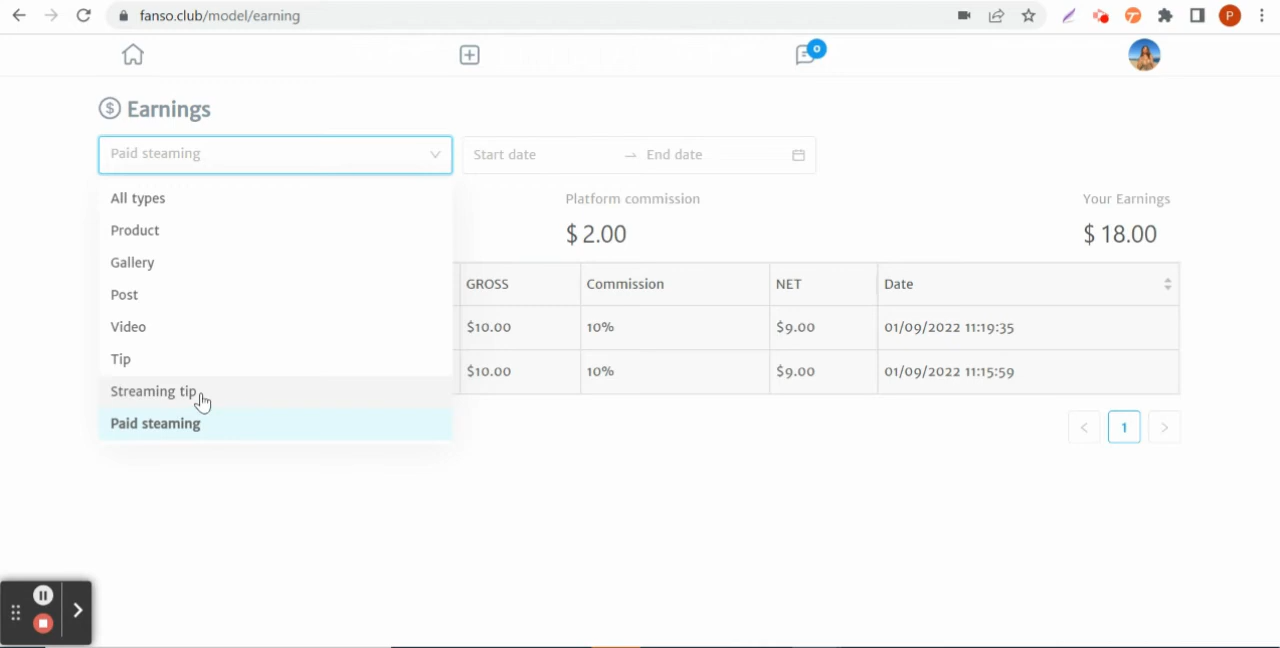 fanso.club/model/earning
P
0
Earnings
Paid steaming
Start date
End date
All types
Product
Gallery
Post
Video
Tip
Streaming tip
Paid steaming
Platform commission
Your Earnings
$ 2.00
$ 18.00
GROSS
Commission
NET
Date
$10.00
10%
$9.00
01/09/2022 11:19:35
$10.00
10%
$9.00
01/09/2022 11:15:59
1